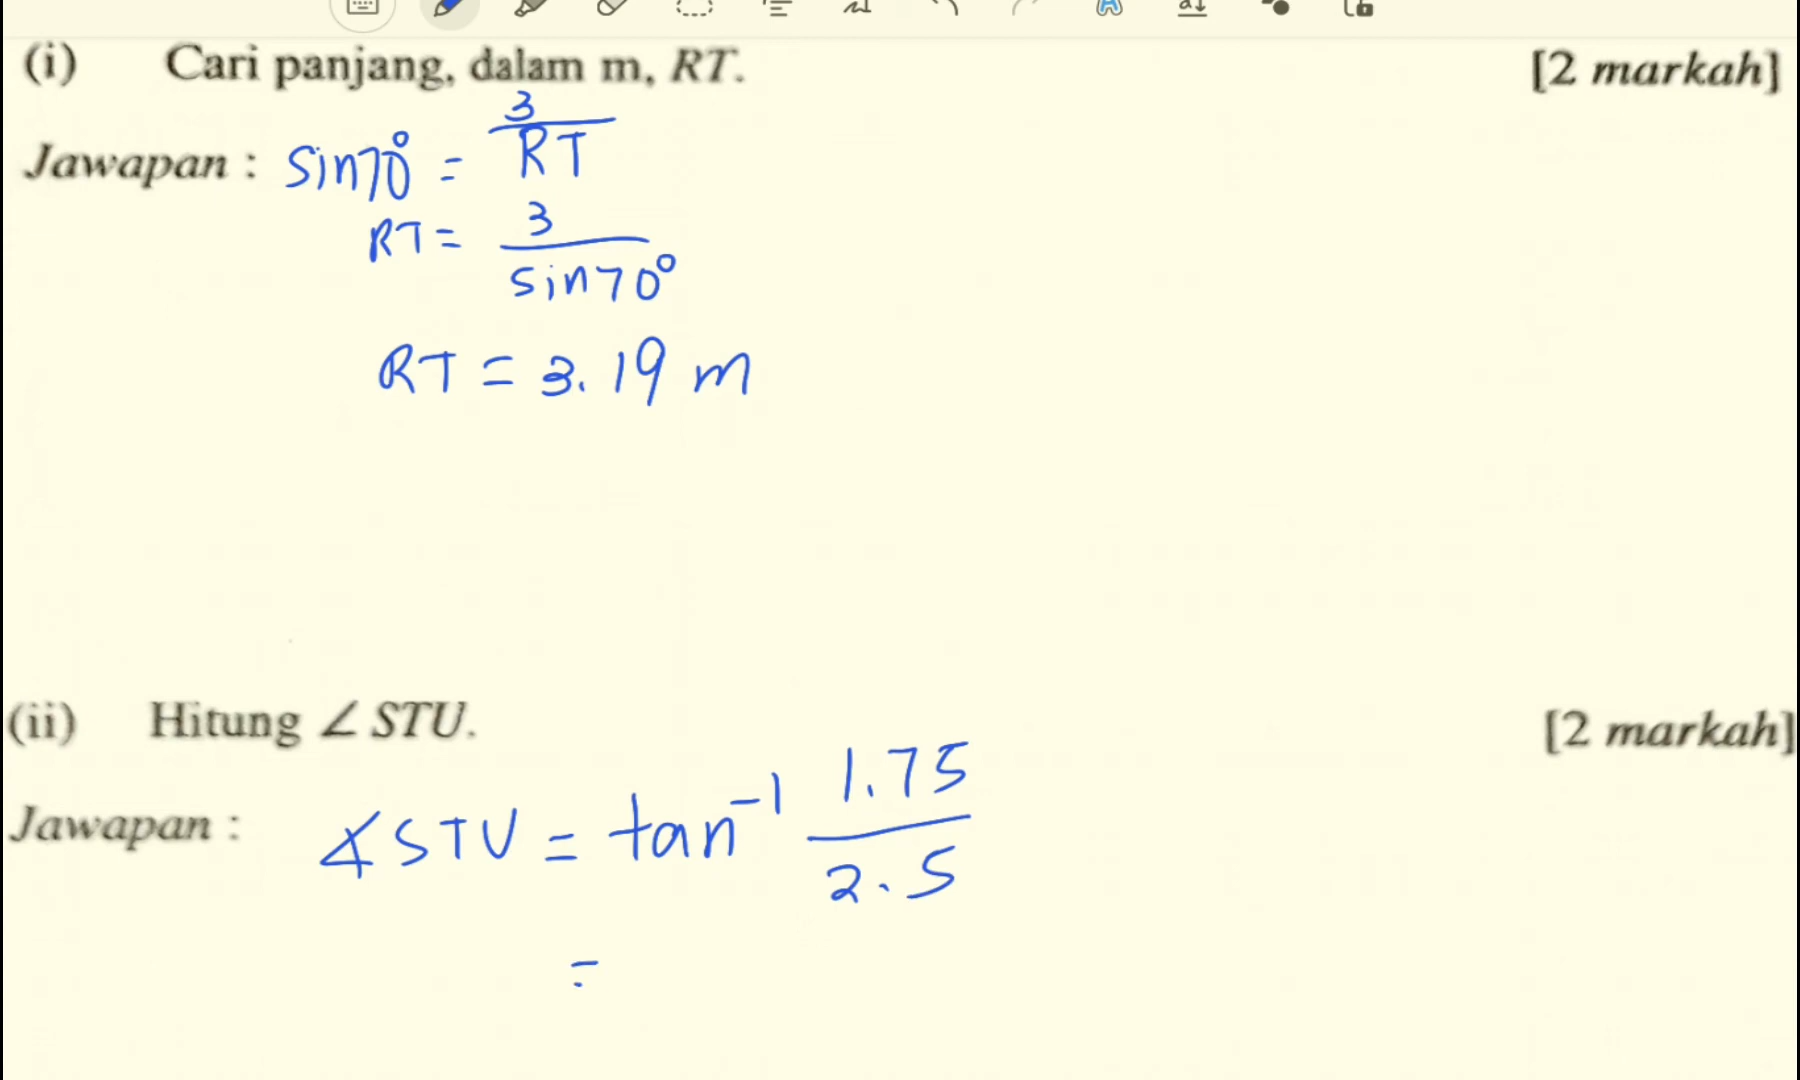 (i) Cari panjang, dalam m, RT. [2 markah]
Jawapan : sin70° = 3/RT
RT = 3/sin70°
RT = 3.19 m
(ii) Hitung ∠ STU. [2 markah]
Jawapan : ∡STU = tan⁻¹ 1.75/2.5
=